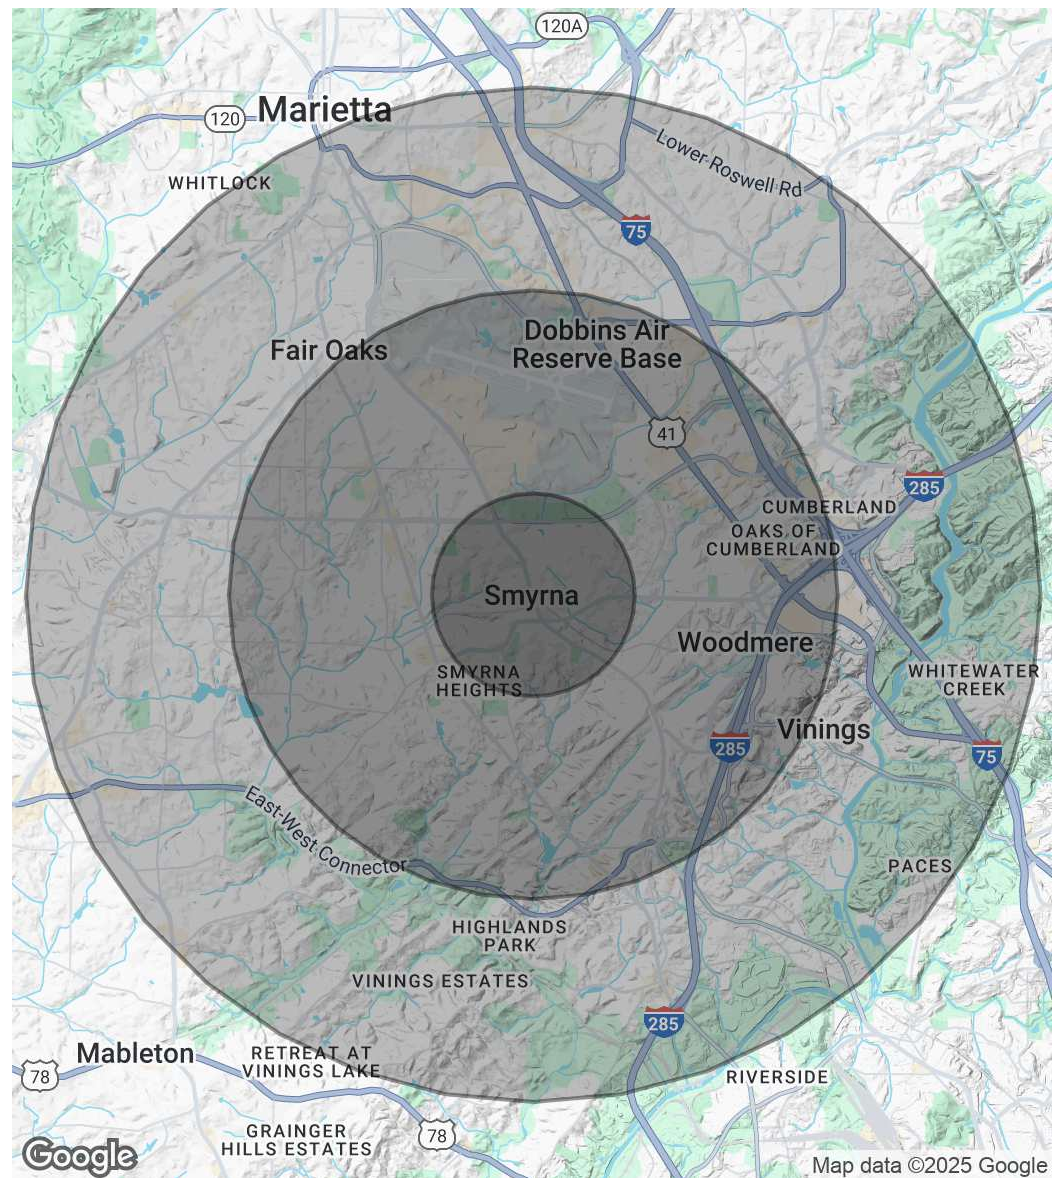 120A
120
Marietta
Lower Roswell Rd
WHITLOCK
75
Dobbins Air
Reserve Base
Fair Oaks
41
285
CUMBERLAND
OAKS OF
CUMBERLAND
Smyrna
Woodmere
SMYRNA
HEIGHTS
WHITEWATER
CREEK
Vinings
285
75
East-West Connector
PACES
HIGHLANDS
PARK
VININGS ESTATES
285
Mableton
RETREAT AT
VININGS LAKE
78
RIVERSIDE
78
GRAINGER
HILLS ESTATES
Google
Map data ©2025 Google